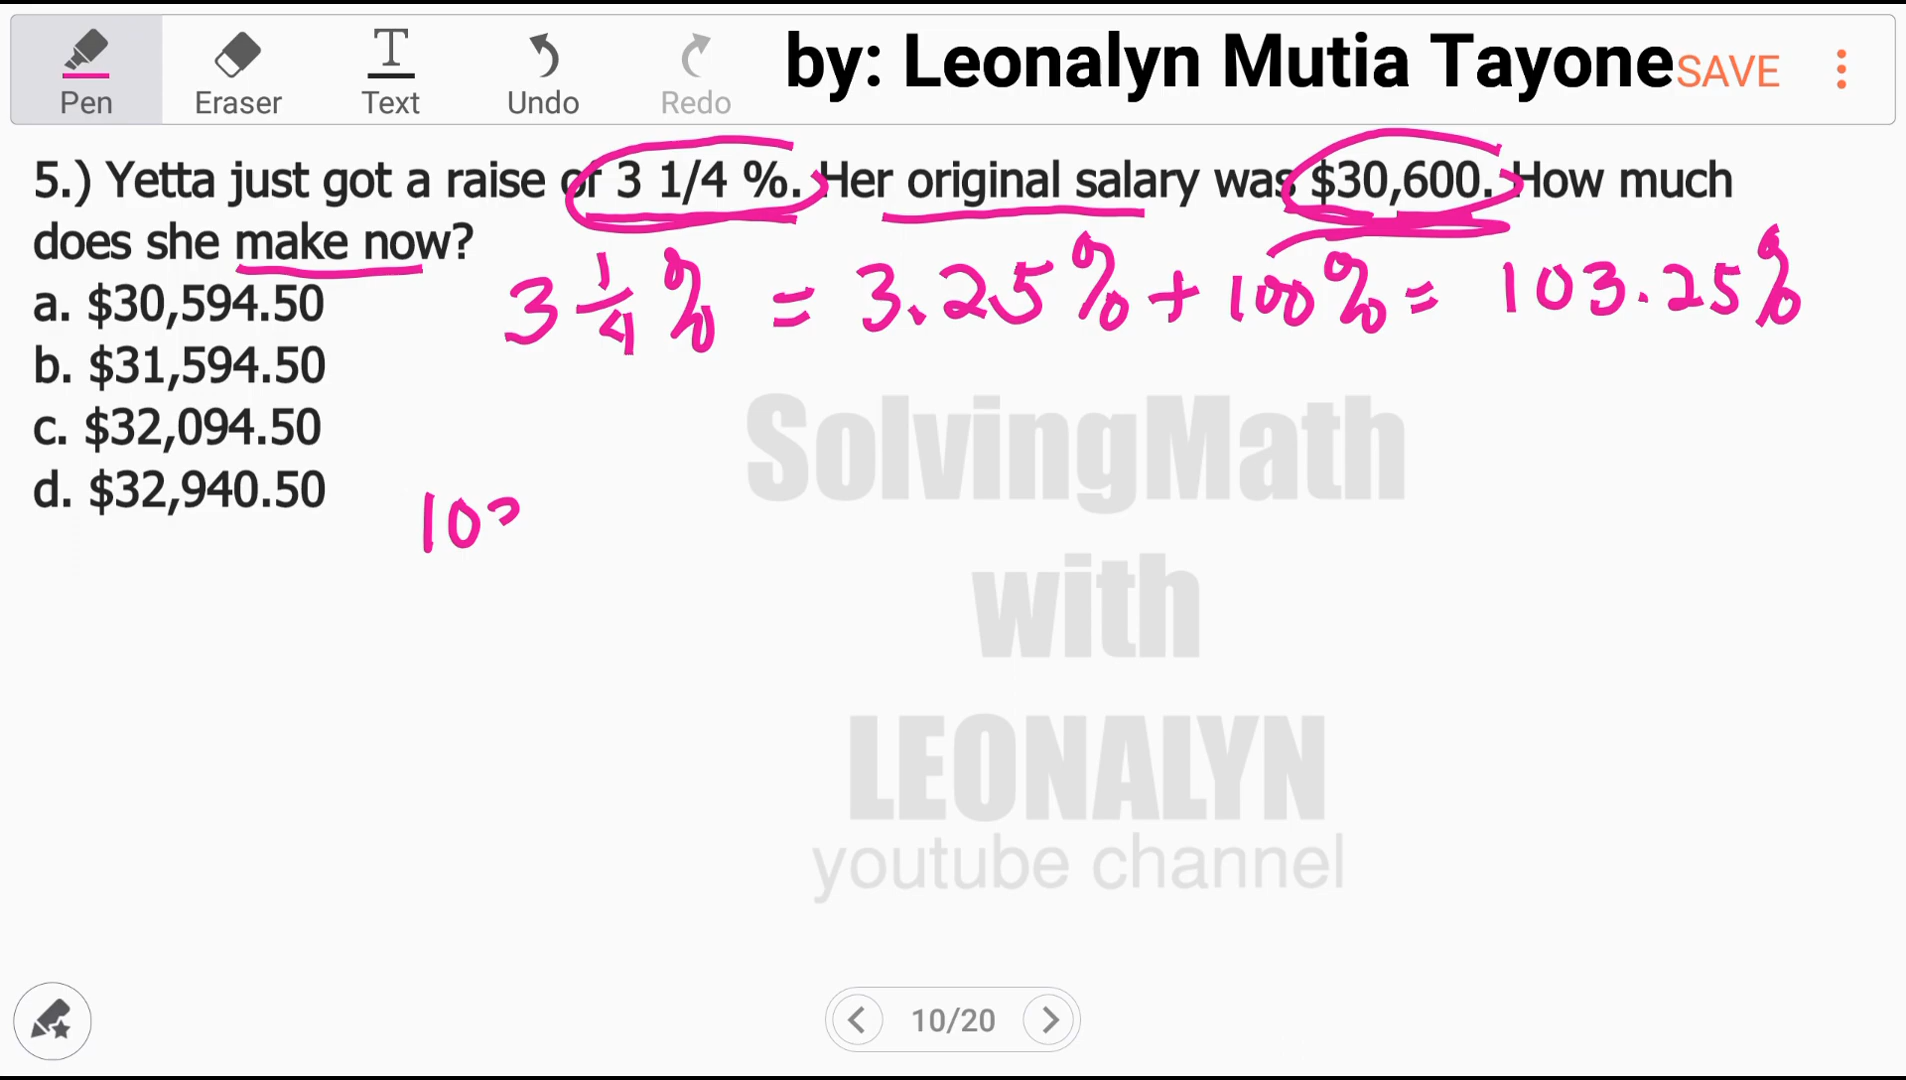 Pen Eraser Text Undo Redo by: Leonalyn Mutia Tayone SAVE
5.) Yetta just got a raise of 3 1/4 %. Her original salary was $30,600. How much
does she make now?
3 1/4 % = 3.25% + 100% = 103.25%
a. $30,594.50
b. $31,594.50
c. $32,094.50
d. $32,940.50
10
SolvingMath
with
LEONALYN
youtube channel
10/20